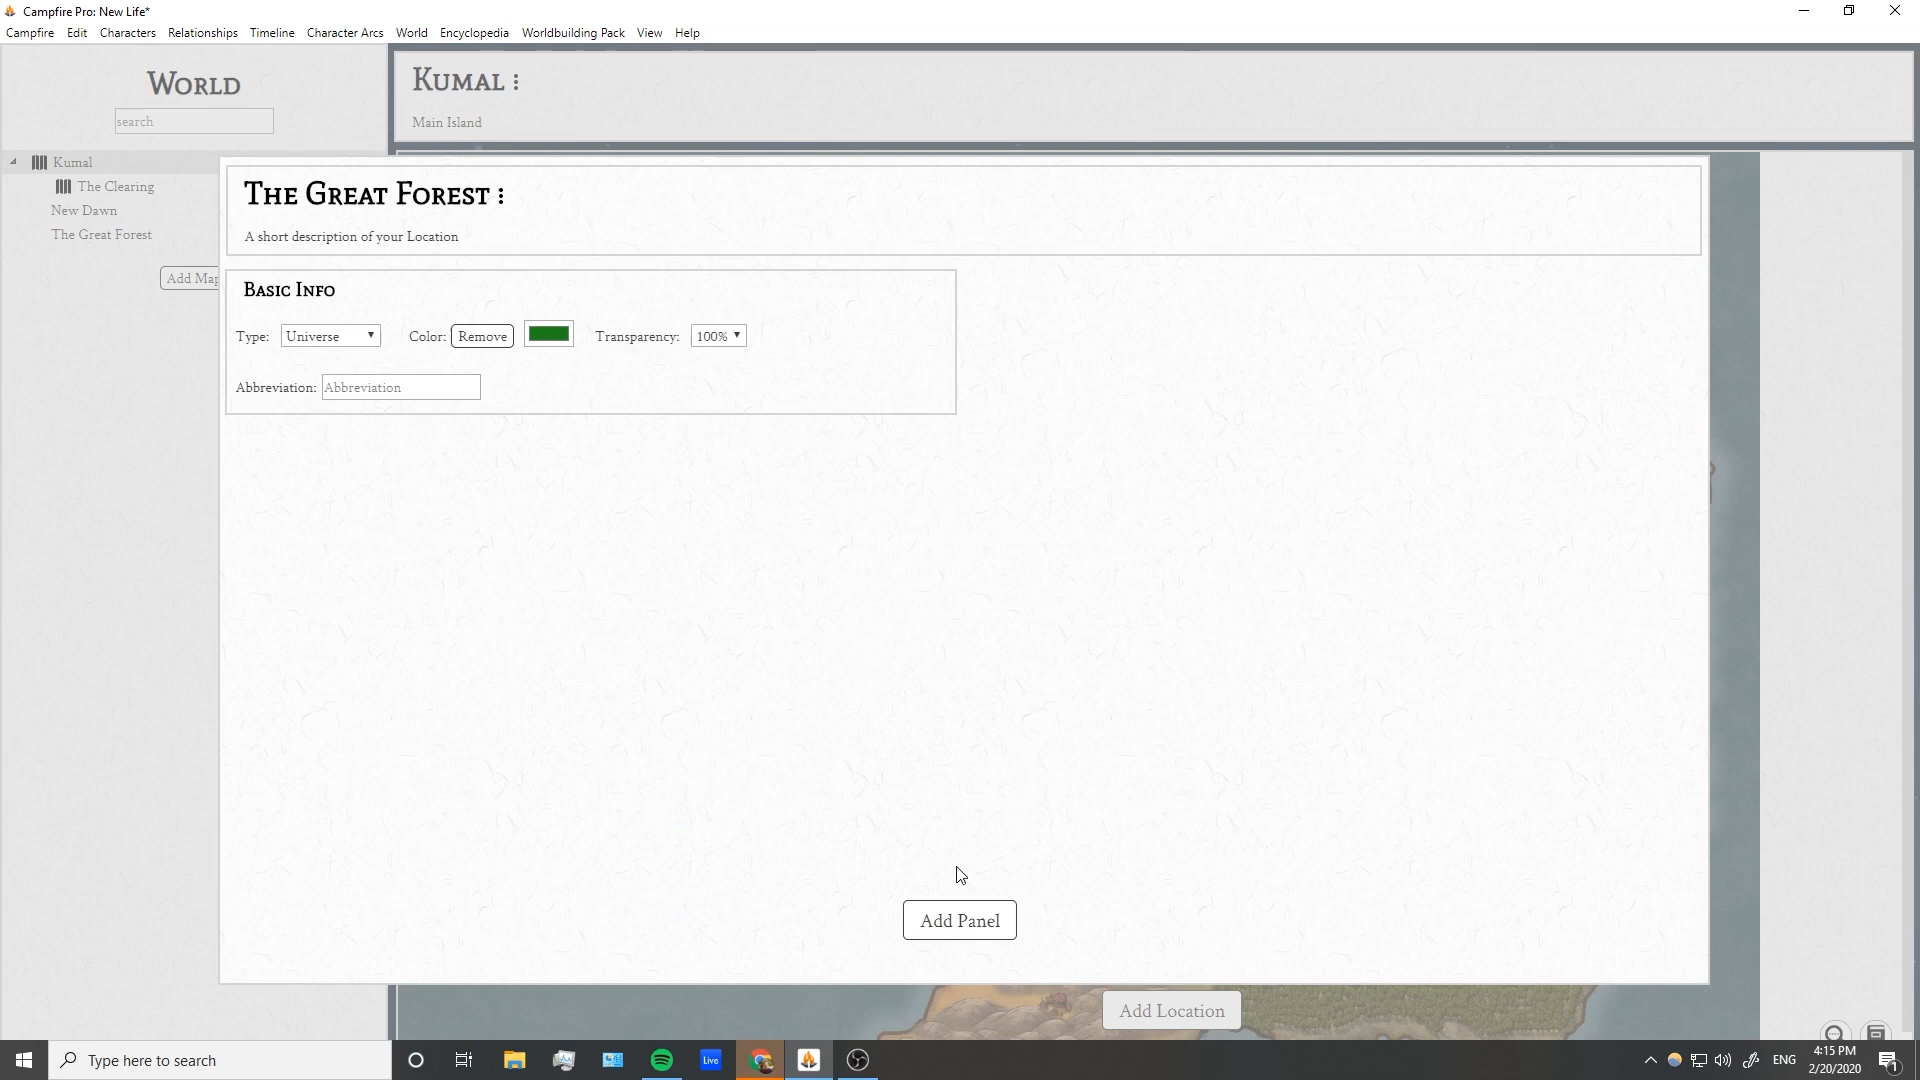 Campfire Pro: New Life*
Campfire Edit Characters Relationships Timeline Character Arcs World Encyclopedia Worldbuilding Pack View Help
World
search
Kumal
The Clearing
New Dawn
The Great Forest
Add Map
Kumal
Main Island
The Great Forest
A short description of your Location
Basic Info
Type: Universe Color: Remove Transparency: 100%
Abbreviation: Abbreviation
Add Panel
Add Location
Type here to search
Live
ENG
4:15 PM
2/20/2020
1